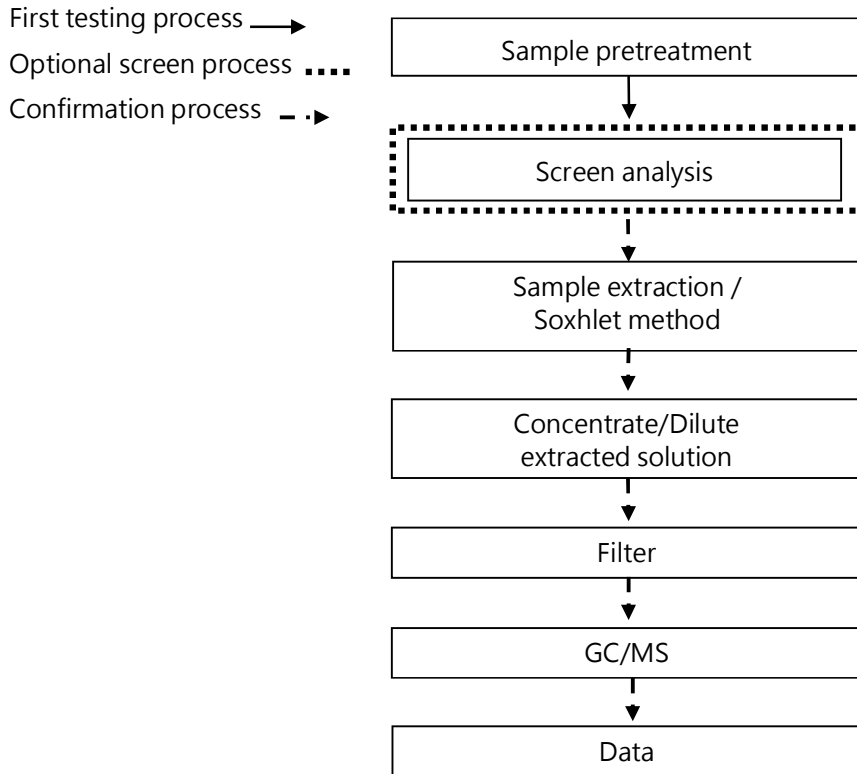 First testing process
Optional screen process
Confirmation process
Sample pretreatment
Screen analysis
Sample extraction /
Soxhlet method
Concentrate/Dilute
extracted solution
Filter
GC/MS
Data